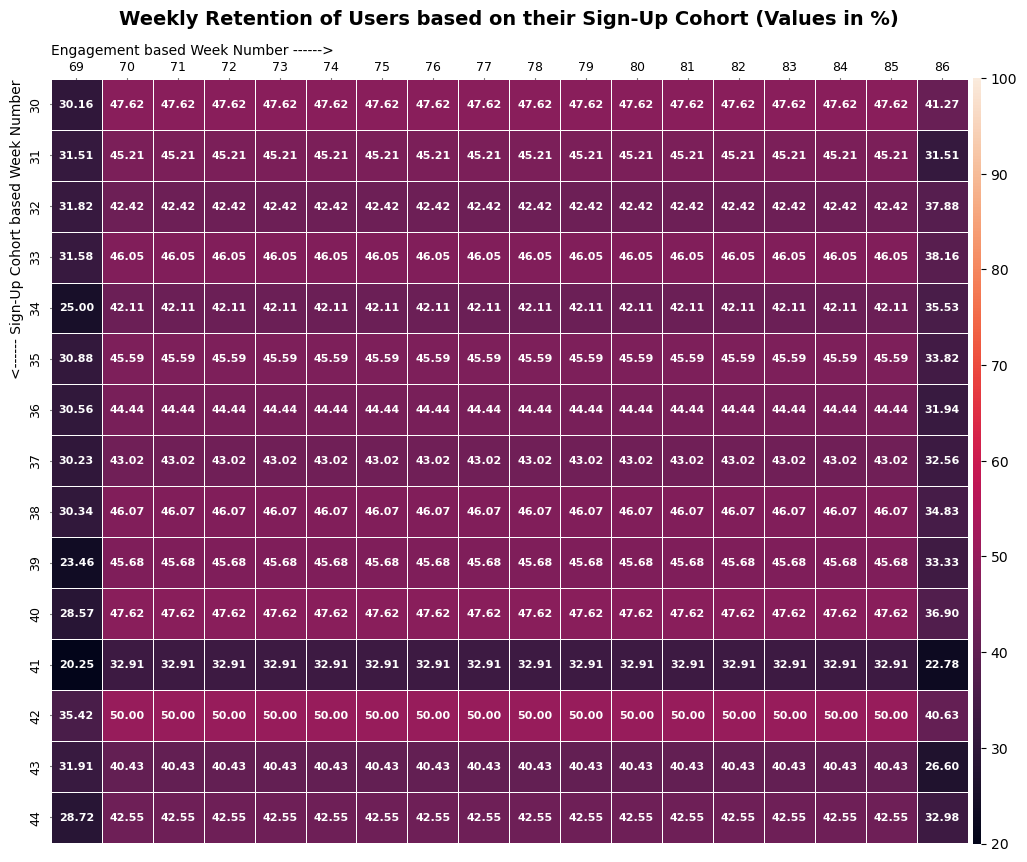 Weekly Retention of Users based on their Sign-Up Cohort (Values in %)
Engagement based Week Number ------>
69 70 71 72 73 74 75 76 77 78 79 80 81 82 83 84 85 86
<------ Sign-Up Cohort based Week Number
30 30.16 47.62 47.62 47.62 47.62 47.62 47.62 47.62 47.62 47.62 47.62 47.62 47.62 47.62 47.62 47.62 47.62 41.27
31 31.51 45.21 45.21 45.21 45.21 45.21 45.21 45.21 45.21 45.21 45.21 45.21 45.21 45.21 45.21 45.21 45.21 31.51
32 31.82 42.42 42.42 42.42 42.42 42.42 42.42 42.42 42.42 42.42 42.42 42.42 42.42 42.42 42.42 42.42 42.42 37.88
33 31.58 46.05 46.05 46.05 46.05 46.05 46.05 46.05 46.05 46.05 46.05 46.05 46.05 46.05 46.05 46.05 46.05 38.16
34 25.00 42.11 42.11 42.11 42.11 42.11 42.11 42.11 42.11 42.11 42.11 42.11 42.11 42.11 42.11 42.11 42.11 35.53
35 30.88 45.59 45.59 45.59 45.59 45.59 45.59 45.59 45.59 45.59 45.59 45.59 45.59 45.59 45.59 45.59 45.59 33.82
36 30.56 44.44 44.44 44.44 44.44 44.44 44.44 44.44 44.44 44.44 44.44 44.44 44.44 44.44 44.44 44.44 44.44 31.94
37 30.23 43.02 43.02 43.02 43.02 43.02 43.02 43.02 43.02 43.02 43.02 43.02 43.02 43.02 43.02 43.02 43.02 32.56
38 30.34 46.07 46.07 46.07 46.07 46.07 46.07 46.07 46.07 46.07 46.07 46.07 46.07 46.07 46.07 46.07 46.07 34.83
39 23.46 45.68 45.68 45.68 45.68 45.68 45.68 45.68 45.68 45.68 45.68 45.68 45.68 45.68 45.68 45.68 45.68 33.33
40 28.57 47.62 47.62 47.62 47.62 47.62 47.62 47.62 47.62 47.62 47.62 47.62 47.62 47.62 47.62 47.62 47.62 36.90
41 20.25 32.91 32.91 32.91 32.91 32.91 32.91 32.91 32.91 32.91 32.91 32.91 32.91 32.91 32.91 32.91 32.91 22.78
42 35.42 50.00 50.00 50.00 50.00 50.00 50.00 50.00 50.00 50.00 50.00 50.00 50.00 50.00 50.00 50.00 50.00 40.63
43 31.91 40.43 40.43 40.43 40.43 40.43 40.43 40.43 40.43 40.43 40.43 40.43 40.43 40.43 40.43 40.43 40.43 26.60
44 28.72 42.55 42.55 42.55 42.55 42.55 42.55 42.55 42.55 42.55 42.55 42.55 42.55 42.55 42.55 42.55 42.55 32.98
100
90
80
70
60
50
40
30
20